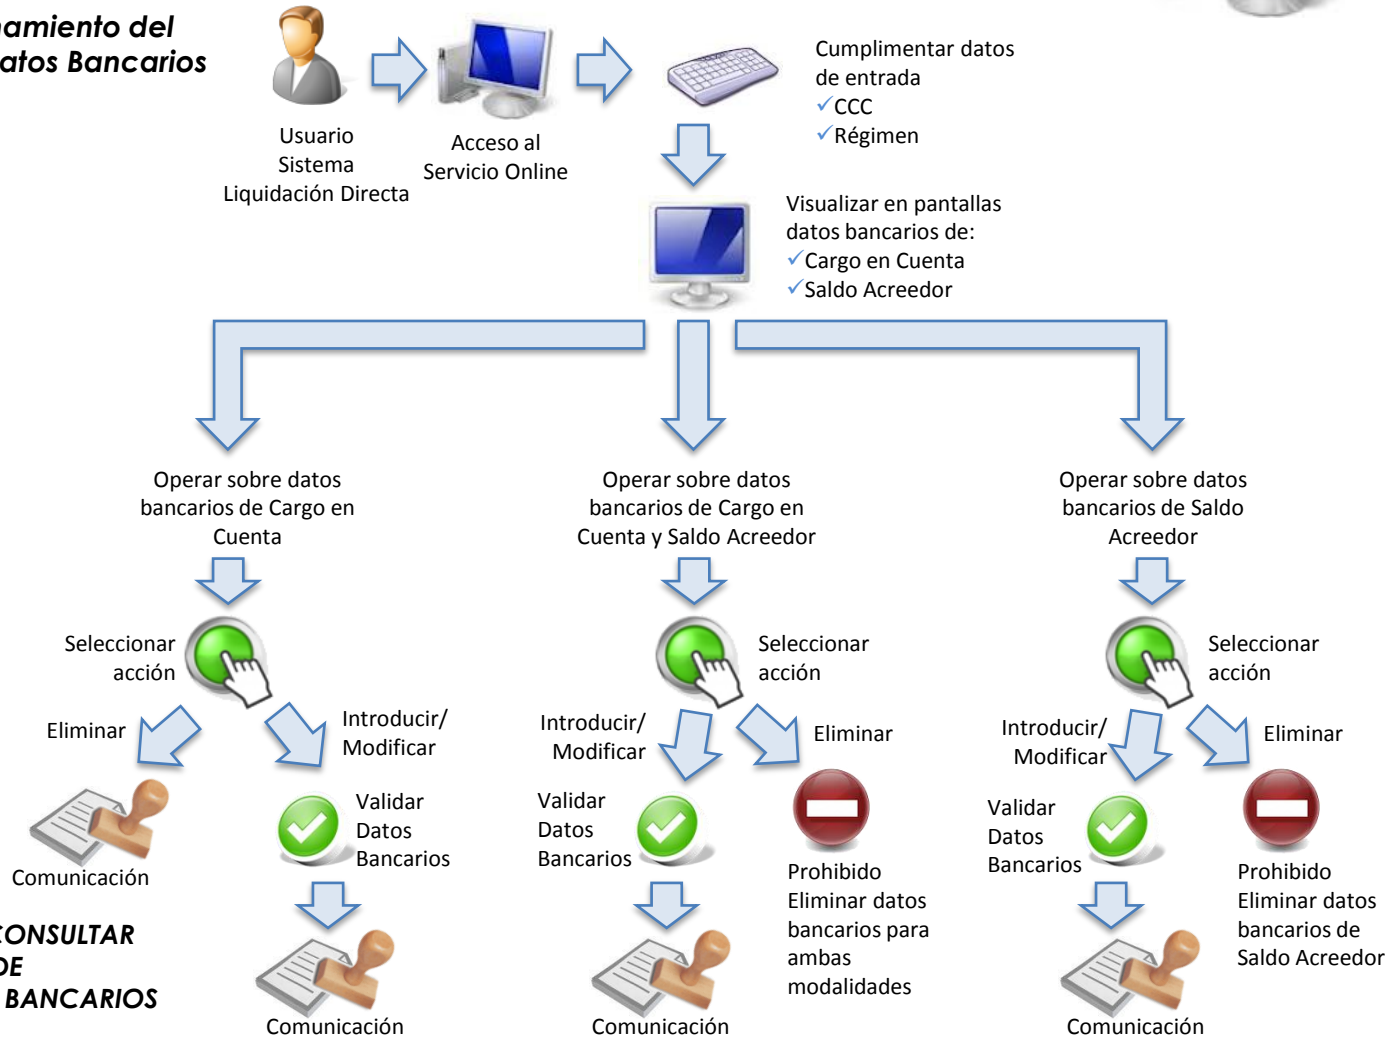 namiento del
atos Bancarios
Usuario
Sistema
Liquidación Directa
Acceso al
Servicio Online
Cumplimentar datos
de entrada
✓CCC
✓Régimen
Visualizar en pantallas
datos bancarios de:
✓Cargo en Cuenta
✓Saldo Acreedor
Operar sobre datos
bancarios de Cargo en
Cuenta
Operar sobre datos
bancarios de Cargo en
Cuenta y Saldo Acreedor
Operar sobre datos
bancarios de Saldo
Acreedor
Seleccionar
acción
Seleccionar
acción
Seleccionar
acción
Eliminar
Introducir/
Modificar
Introducir/
Modificar
Eliminar
Introducir/
Modificar
Eliminar
Comunicación
Validar
Datos
Bancarios
Validar
Datos
Bancarios
Prohibido
Eliminar datos
bancarios para
ambas
modalidades
Validar
Datos
Bancarios
Prohibido
Eliminar datos
bancarios de
Saldo Acreedor
CONSULTAR
DE
BANCARIOS
Comunicación
Comunicación
Comunicación